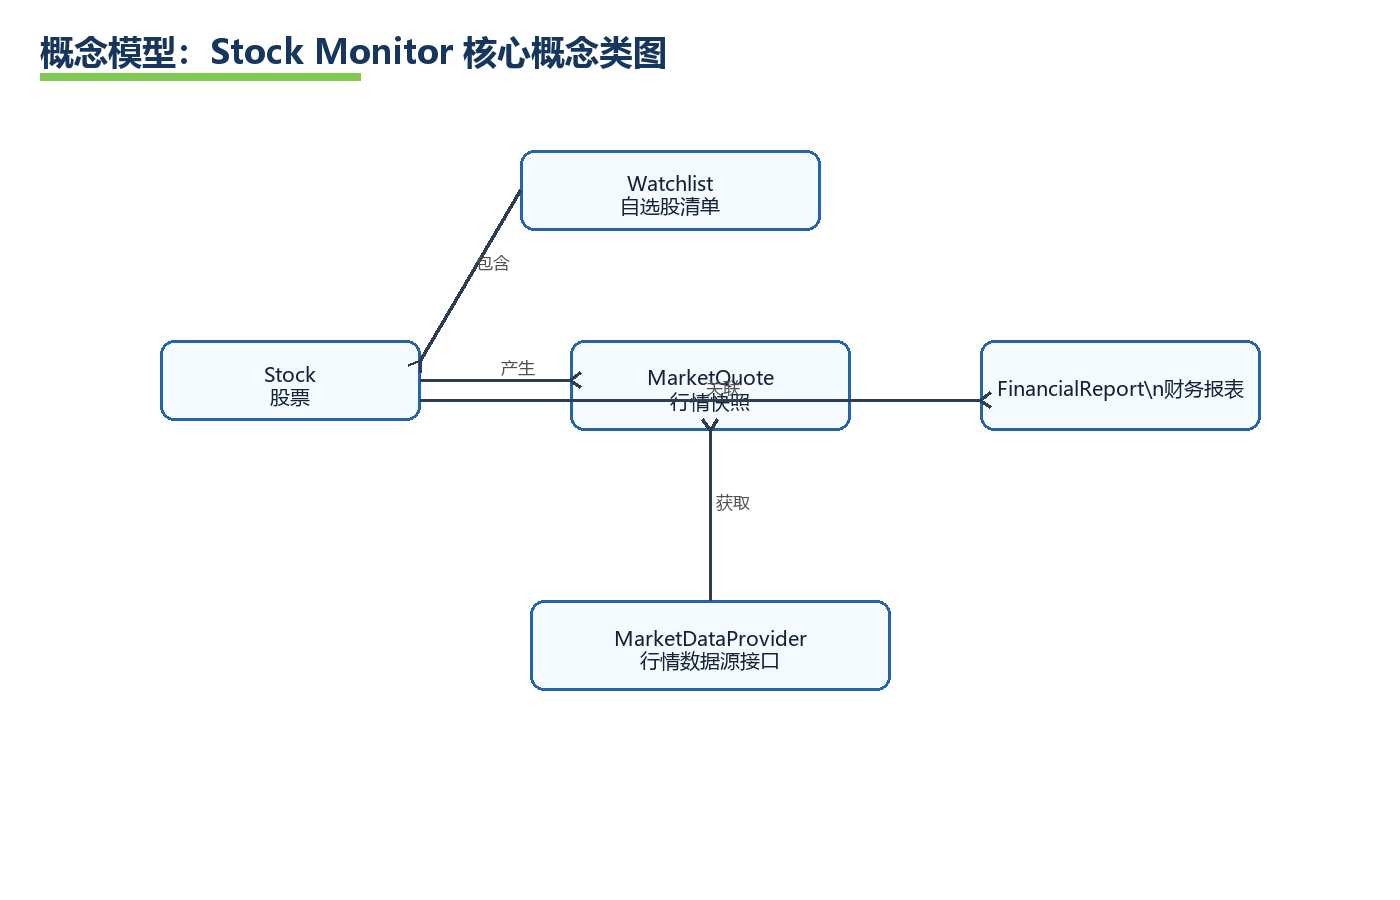 概念模型：Stock Monitor 核心概念类图
Watchlist
自选股清单
包含
Stock
股票
产生
MarketQuote
关联
行情快照
FinancialReport\n财务报表
获取
MarketDataProvider
行情数据源接口